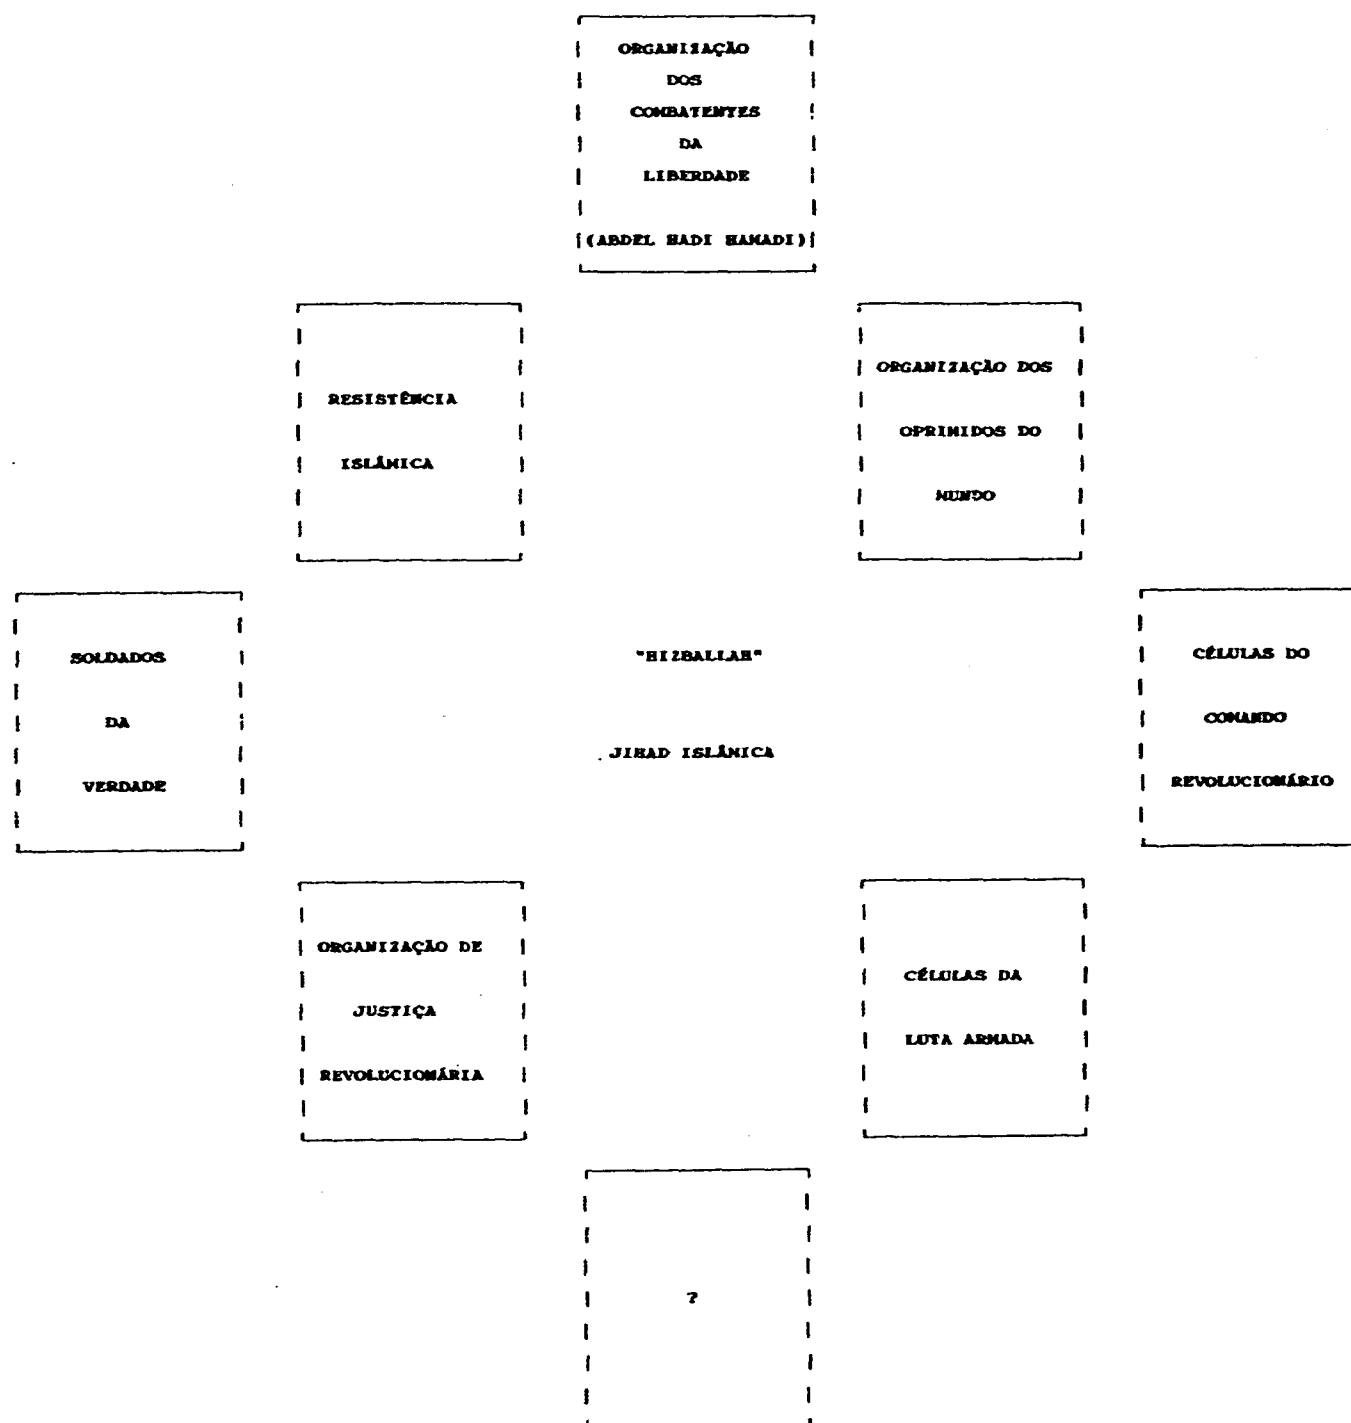 ORGANIZAÇÃO
DOS
COMBATENTES
DA
LIBERDADE
(ABDEL HADI HAMADI)
RESISTÊNCIA
ISLÂMICA
ORGANIZAÇÃO DOS
OPRIMIDOS DO
MUNDO
SOLDADOS
DA
VERDADE
"HIZBALLAH"
JIHAD ISLÂMICA
CÉLULAS DO
COMANDO
REVOLUCIONÁRIO
ORGANIZAÇÃO DE
JUSTIÇA
REVOLUCIONÁRIA
CÉLULAS DA
LUTA ARMADA
?